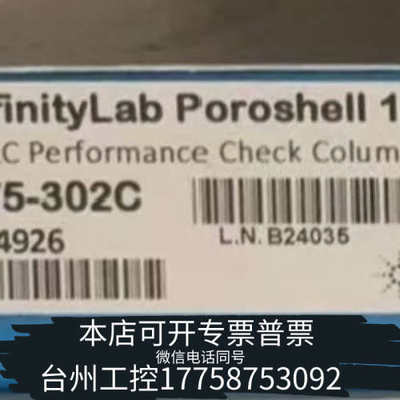 finityLab Poroshell 1
C Performance Check Colum
75-302C
4926
L.N. B24035
本店可开专票普票
微信电话同号
台州工控17758753092